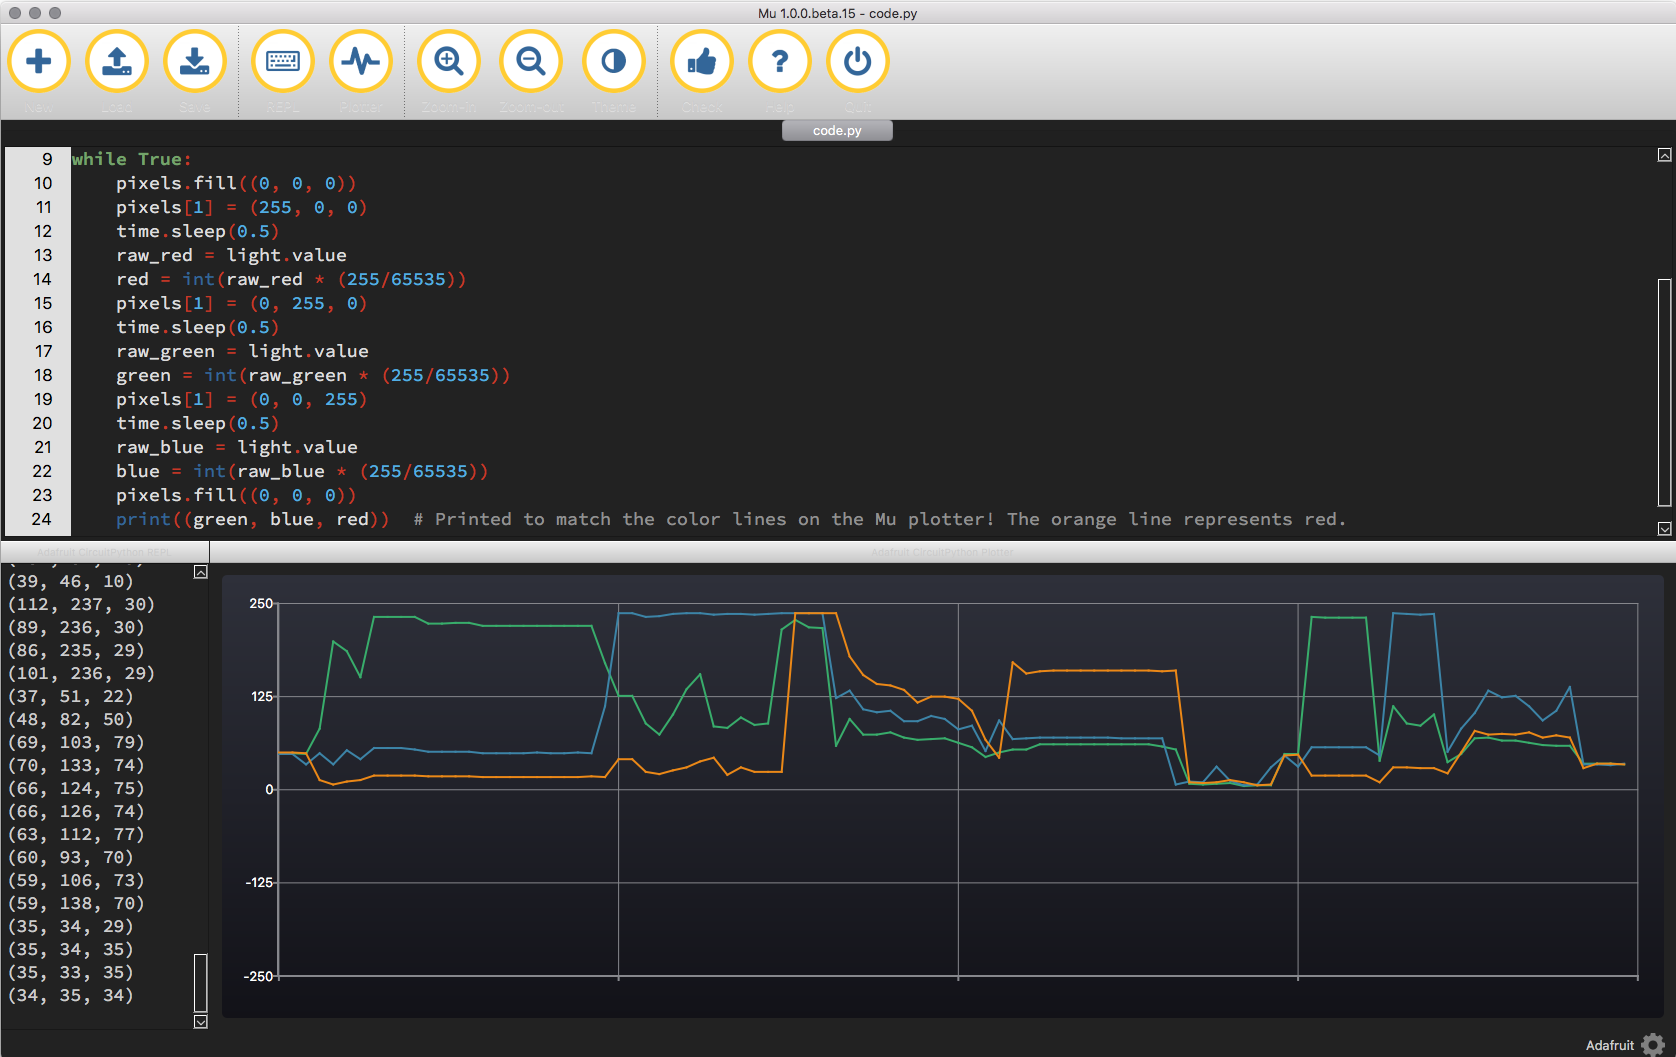 Mu 1.0.0.beta.15 - code.py
New Load Save REPL Plotter Zoom-in Zoom-out Theme Check Help Quit
code.py
9 while True:
10 pixels.fill((0, 0, 0))
11 pixels[1] = (255, 0, 0)
12 time.sleep(0.5)
13 raw_red = light.value
14 red = int(raw_red * (255/65535))
15 pixels[1] = (0, 255, 0)
16 time.sleep(0.5)
17 raw_green = light.value
18 green = int(raw_green * (255/65535))
19 pixels[1] = (0, 0, 255)
20 time.sleep(0.5)
21 raw_blue = light.value
22 blue = int(raw_blue * (255/65535))
23 pixels.fill((0, 0, 0))
24 print((green, blue, red))  # Printed to match the color lines on the Mu plotter! The orange line represents red.
Adafruit CircuitPython REPL
(39, 46, 10)
(112, 237, 30)
(89, 236, 30)
(86, 235, 29)
(101, 236, 29)
(37, 51, 22)
(48, 82, 50)
(69, 103, 79)
(70, 133, 74)
(66, 124, 75)
(66, 126, 74)
(63, 112, 77)
(60, 93, 70)
(59, 106, 73)
(59, 138, 70)
(35, 34, 29)
(35, 34, 35)
(35, 33, 35)
(34, 35, 34)
Adafruit CircuitPython Plotter
250
125
0
-125
-250
Adafruit